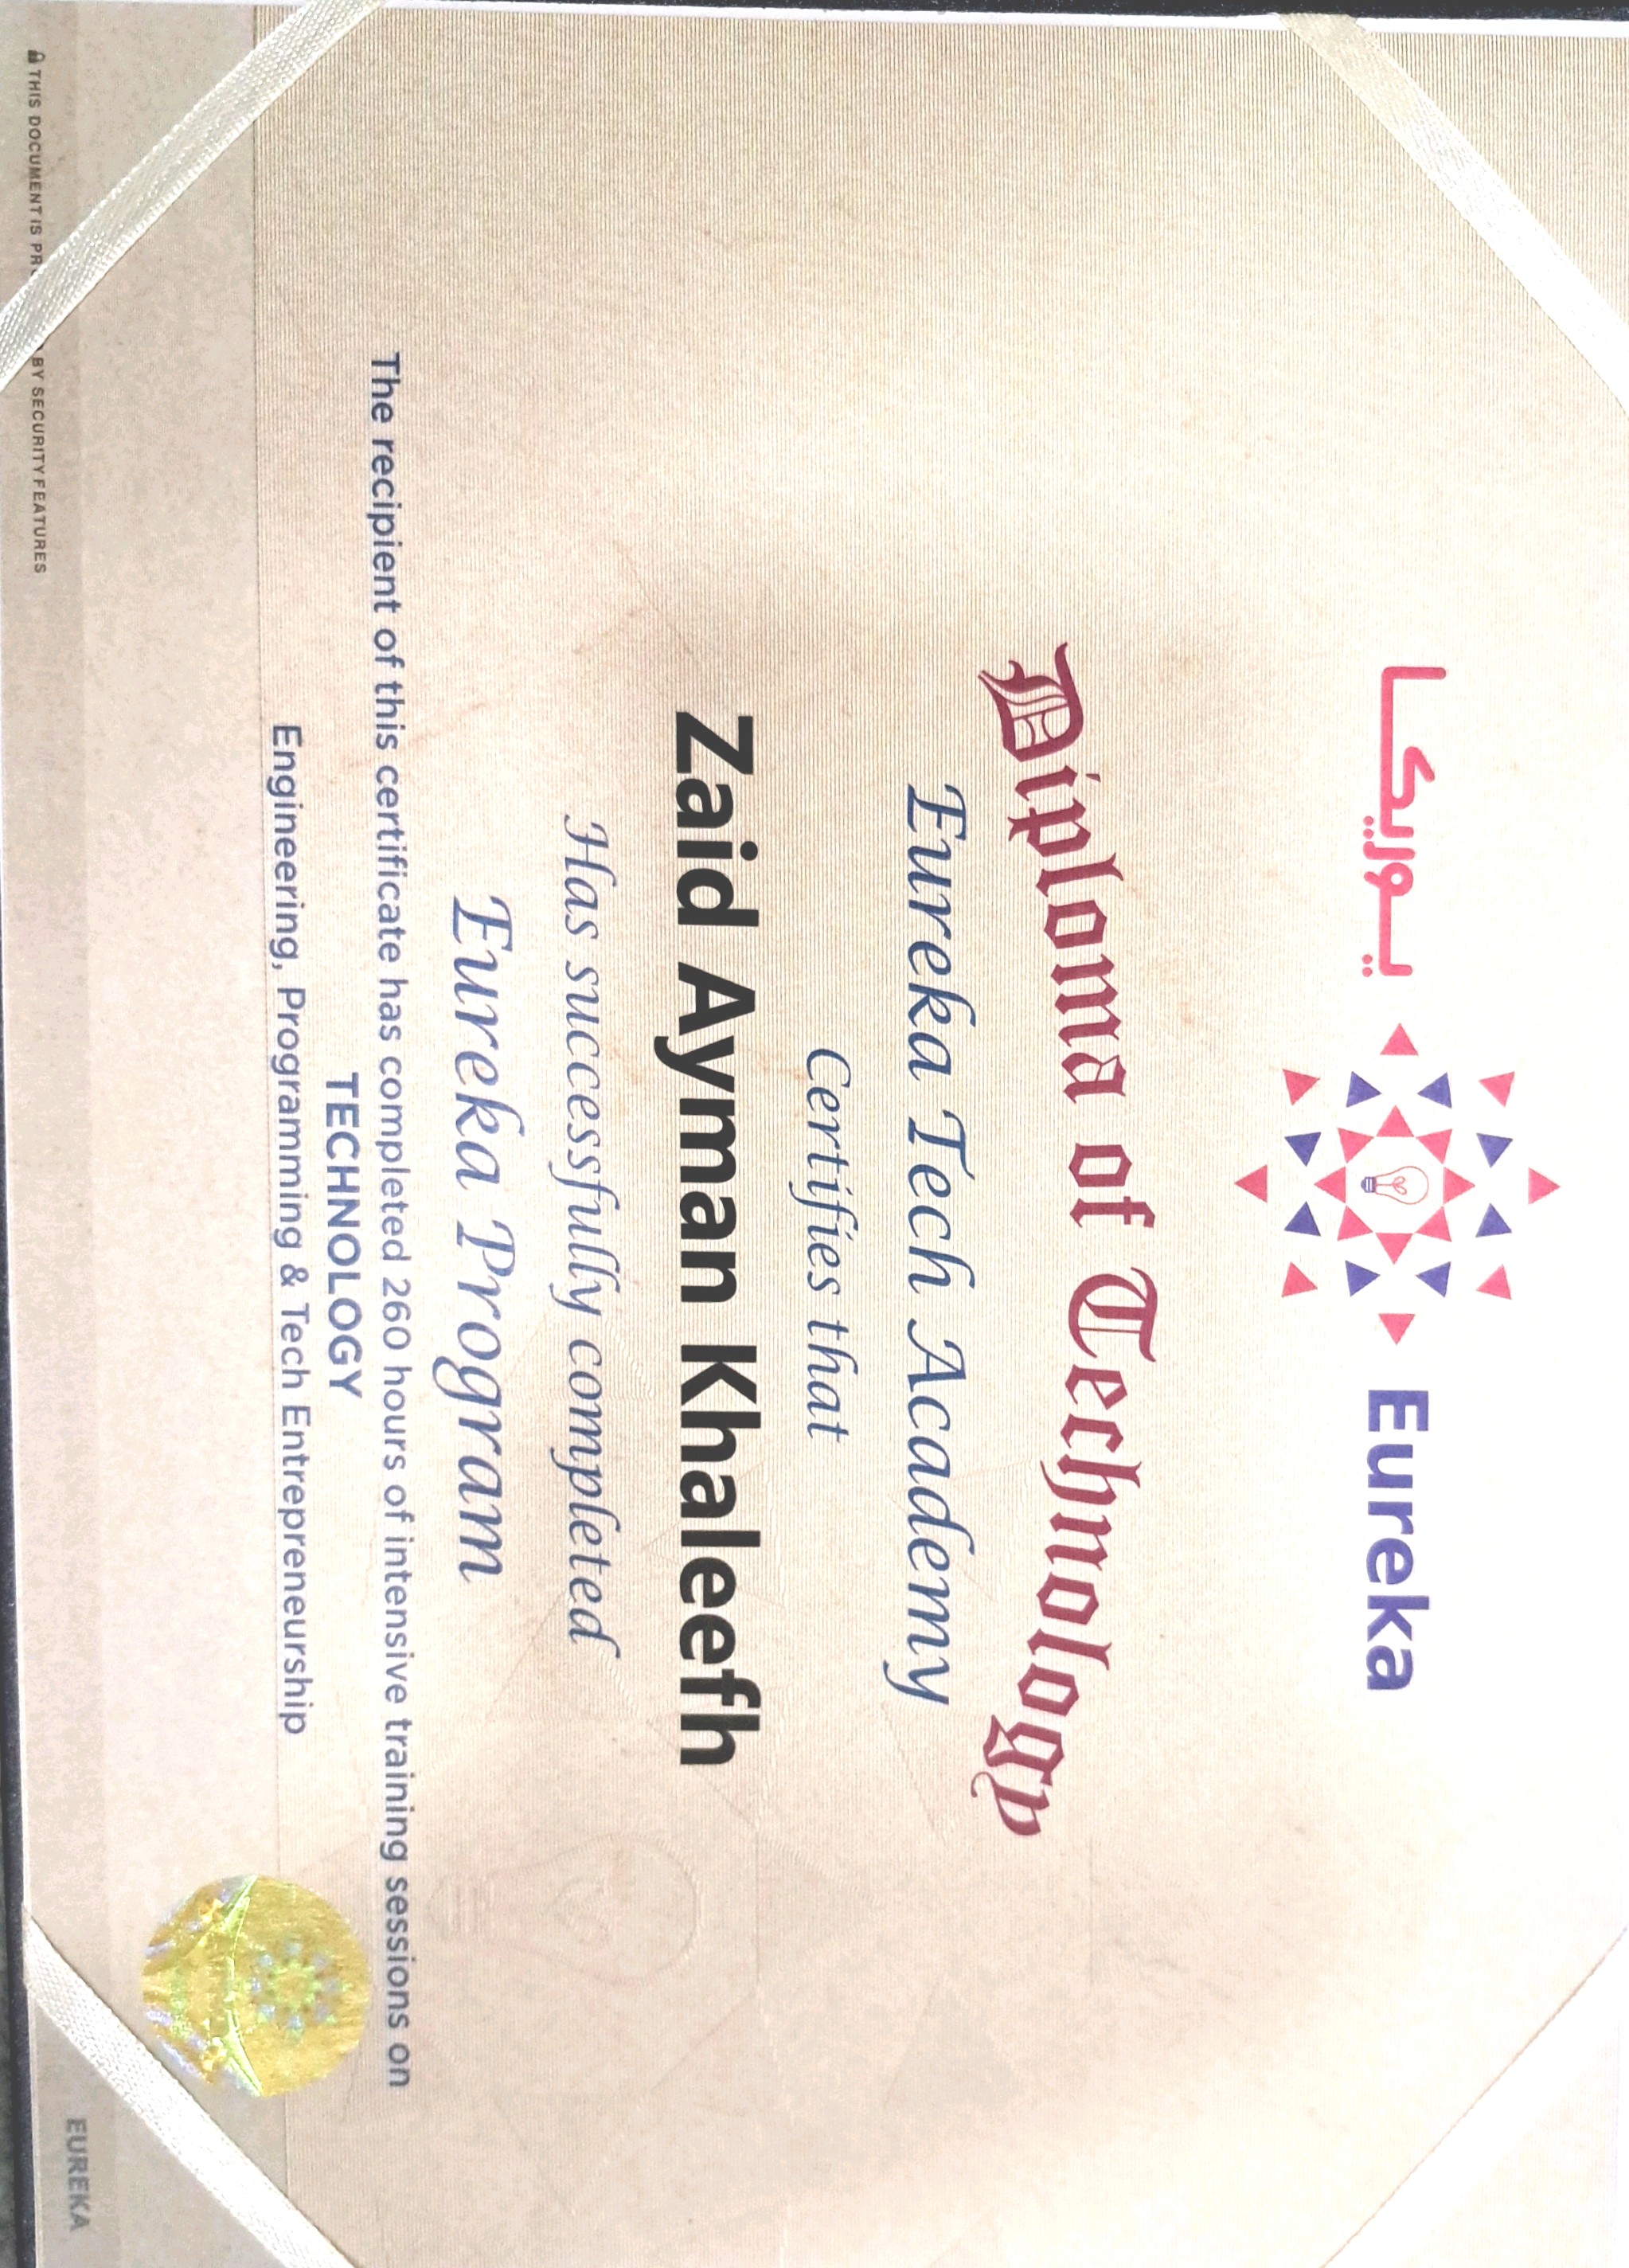 يوريكا Eureka
Diploma of Technology
Eureka Tech Academy
Certifies that
Zaid Ayman Khaleefh
Has successfully completed
Eureka Program
The recipient of this certificate has completed 260 hours of intensive training sessions on
TECHNOLOGY
Engineering, Programming & Tech Entrepreneurship
EUREKA
THIS DOCUMENT IS BY SECURITY FEATURES